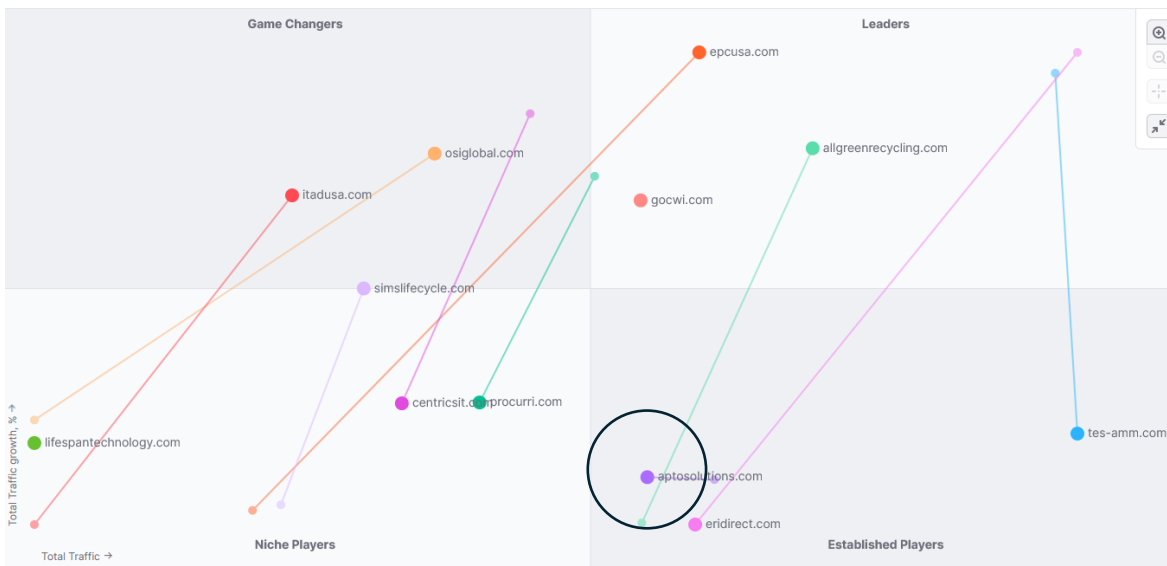 Game Changers
Leaders
epcusa.com
allgreenrecycling.com
osiglobal.com
itadusa.com
gocwi.com
simslifecycle.com
centricsit.com
procurri.com
tes-amm.com
lifespantechnology.com
aptosolutions.com
eridirect.com
Total Traffic growth, % →
Niche Players
Established Players
Total Traffic →